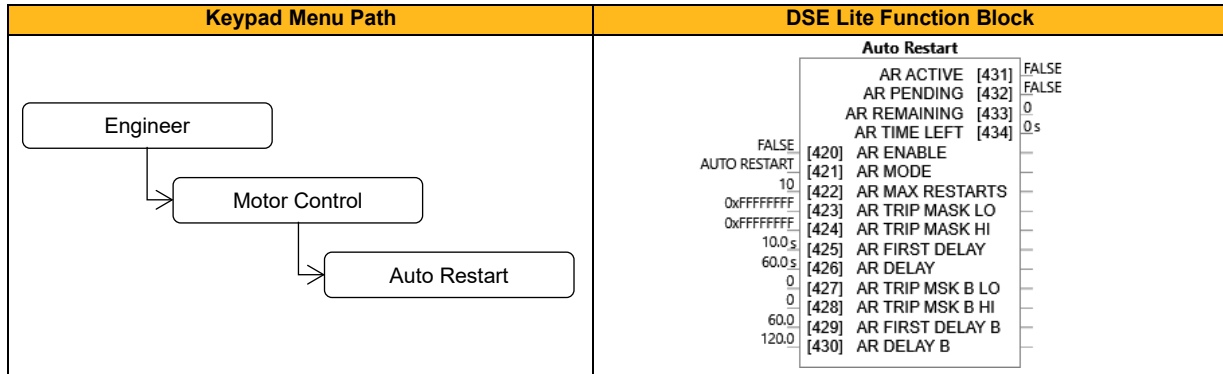 Keypad Menu Path
DSE Lite Function Block
Engineer
Motor Control
Auto Restart
Auto Restart
AR ACTIVE [431] FALSE
AR PENDING [432] FALSE
AR REMAINING [433] 0
AR TIME LEFT [434] 0 s
FALSE [420] AR ENABLE
AUTO RESTART [421] AR MODE
10 [422] AR MAX RESTARTS
0xFFFFFFFF [423] AR TRIP MASK LO
0xFFFFFFFF [424] AR TRIP MASK HI
10.0 s [425] AR FIRST DELAY
60.0 s [426] AR DELAY
0 [427] AR TRIP MSK B LO
0 [428] AR TRIP MSK B HI
60.0 [429] AR FIRST DELAY B
120.0 [430] AR DELAY B